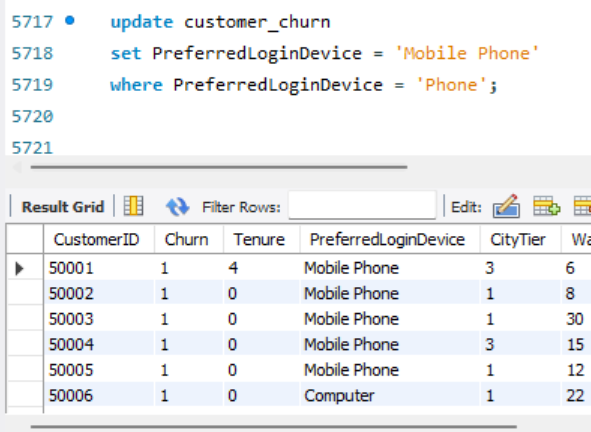 5717 update customer_churn
5718 set PreferredLoginDevice = 'Mobile Phone'
5719 where PreferredLoginDevice = 'Phone';
5720
5721
Result Grid Filter Rows: Edit:
CustomerID Churn Tenure PreferredLoginDevice CityTier Wa
50001 1 4 Mobile Phone 3 6
50002 1 0 Mobile Phone 1 8
50003 1 0 Mobile Phone 1 30
50004 1 0 Mobile Phone 3 15
50005 1 0 Mobile Phone 1 12
50006 1 0 Computer 1 22